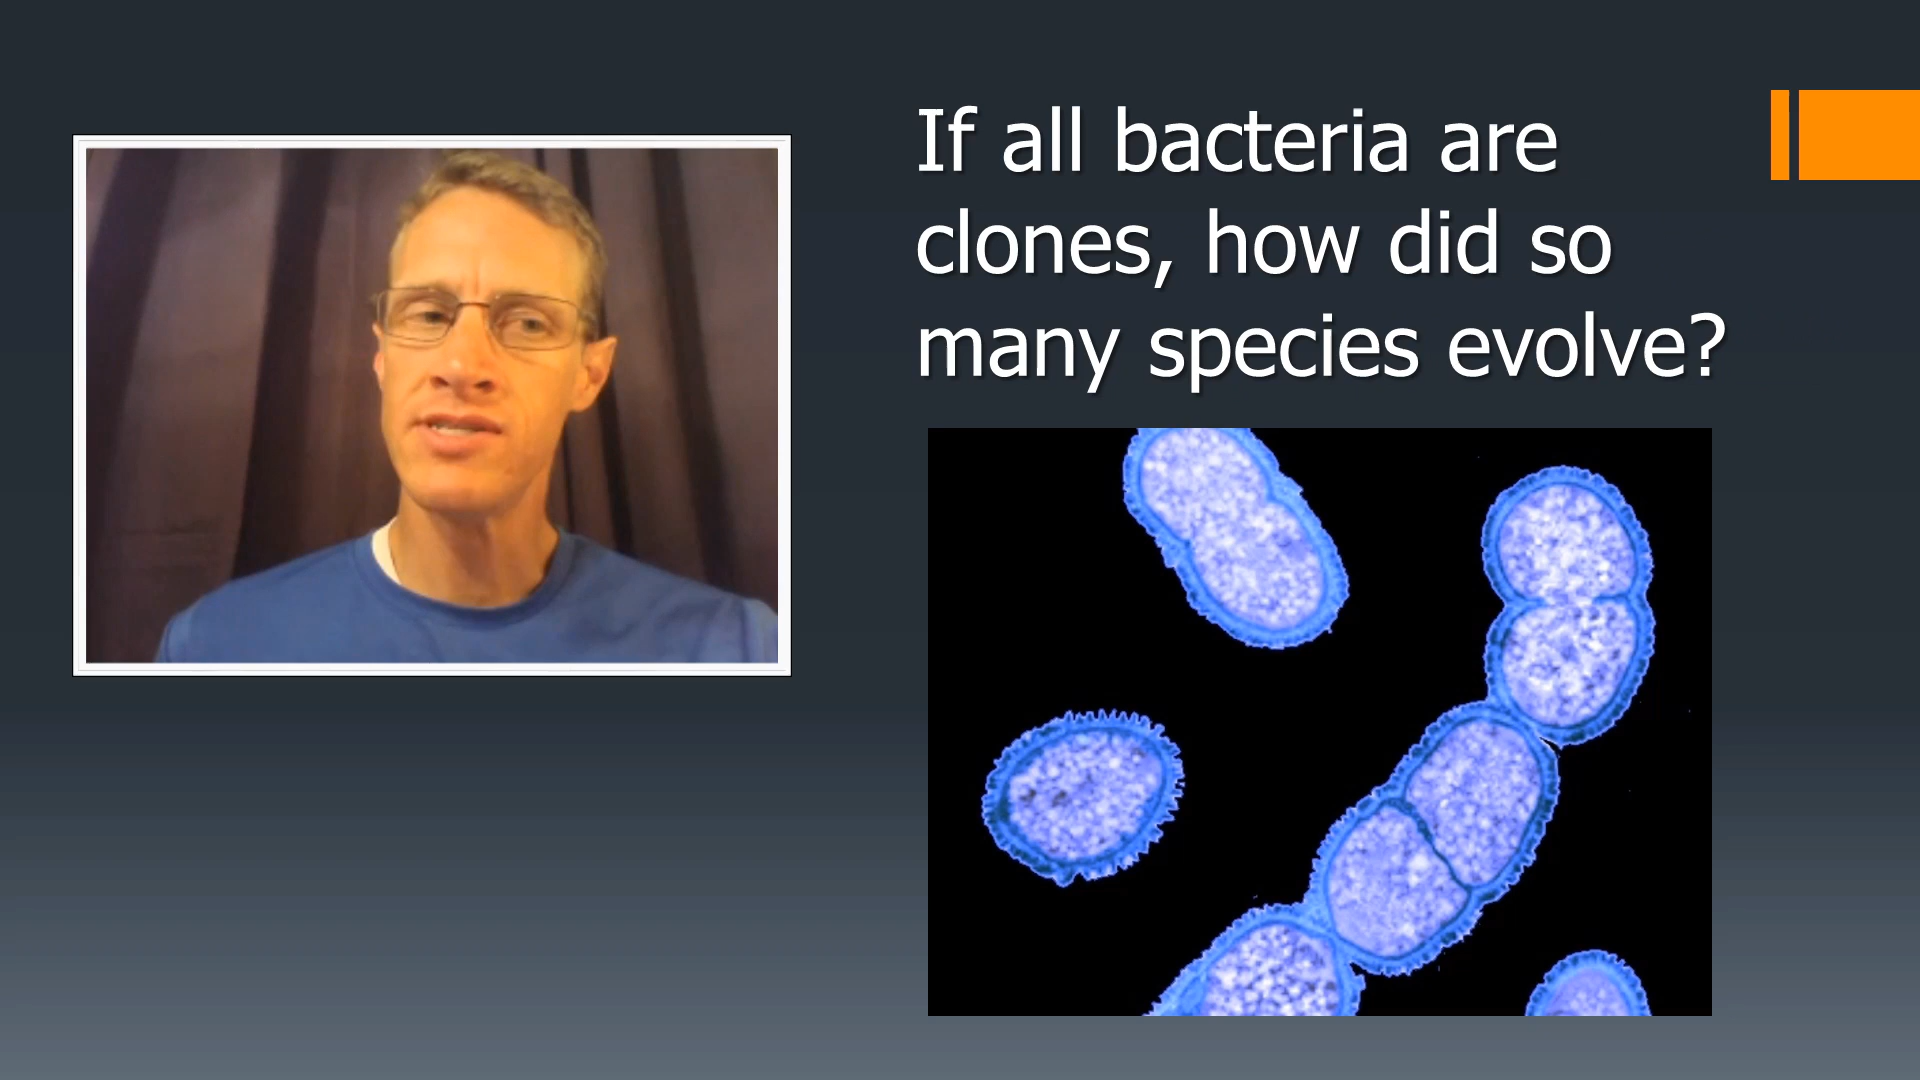 If all bacteria are
clones, how did so
many species evolve?